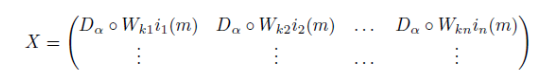 X = (D_α ∘ W_{k1}i_1(m) D_α ∘ W_{k2}i_2(m) … D_α ∘ W_{kn}i_n(m)
⋮ ⋮ … ⋮)